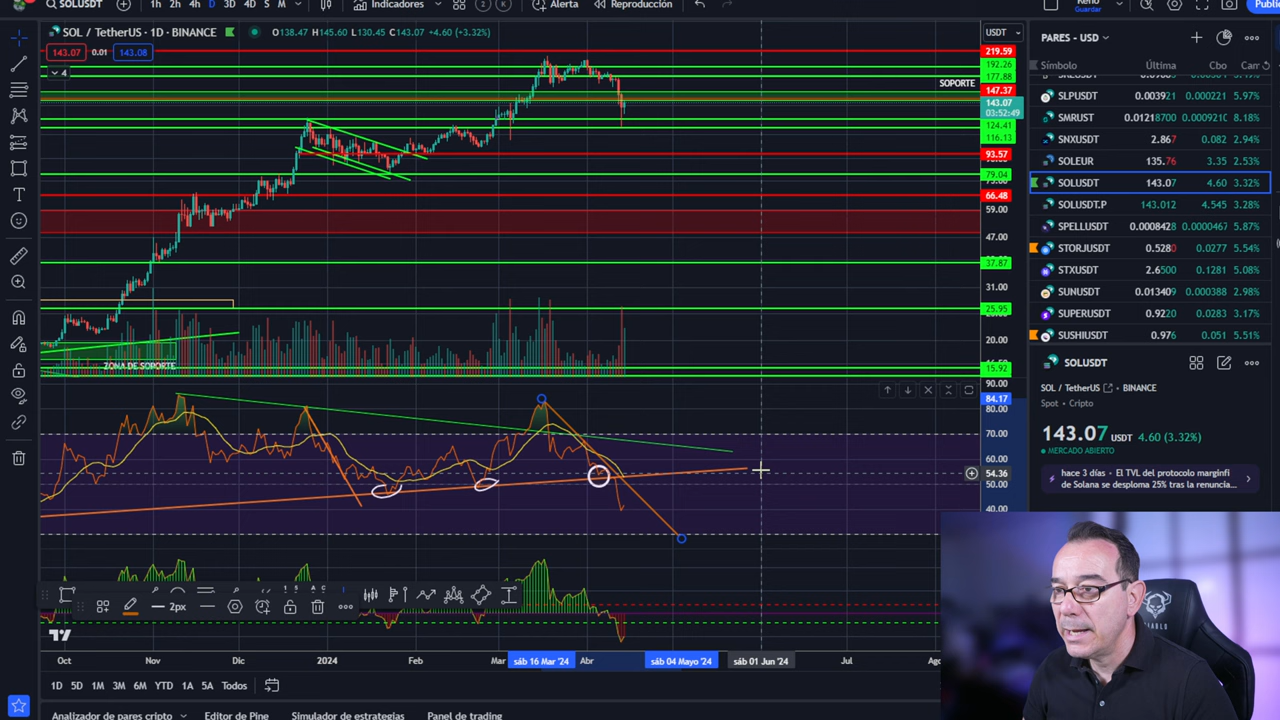 SOLUSDT 1h 2h 4h D 3D 4D S M Indicadores Alerta Reproducción Guardar Publi
SOL / TetherUS · 1D · BINANCE O138.47 H145.60 L130.45 C143.07 +4.60 (+3.32%) USDT
143.07 0.01 143.08
4
219.59
192.26
177.88
SOPORTE
147.37
143.07
03:52:49
124.41
116.13
93.57
79.04
66.48
59.00
47.00
37.87
31.00
25.95
20.00
ZONA DE SOPORTE
15.92
90.00
84.17
80.00
70.00
60.00
54.36
50.00
40.00
2px
Oct Nov Dic 2024 Feb Mar sáb 16 Mar '24 Abr sáb 04 Mayo '24 sáb 01 Jun '24 Jul
1D 5D 1M 3M 6M YTD 1A 5A Todos
Analizador de pares cripto Editor de Pine Simulador de estrategias Panel de trading
PARES - USD
Símbolo Última Cbo
SLPUSDT 0.003921 0.000221 5.97%
SMRUST 0.01218700 0.0009210 8.18%
SNXUSDT 2.867 0.082 2.94%
SOLEUR 135.76 3.35 2.53%
SOLUSDT 143.07 4.60 3.32%
SOLUSDT.P 143.012 4.545 3.28%
SPELLUSDT 0.0008428 0.0000467 5.87%
STORJUSDT 0.5280 0.0277 5.54%
STXUSDT 2.6500 0.1281 5.08%
SUNUSDT 0.013409 0.000388 2.98%
SUPERUSDT 0.9220 0.0283 3.17%
SUSHIUSDT 0.976 0.051 5.51%
SOLUSDT
SOL / TetherUS BINANCE
Spot • Cripto
143.07 USDT 4.60 (3.32%)
MERCADO ABIERTO
hace 3 días • El TVL del protocolo marginfi
de Solana se desploma 25% tras la renuncia...
DIABLO